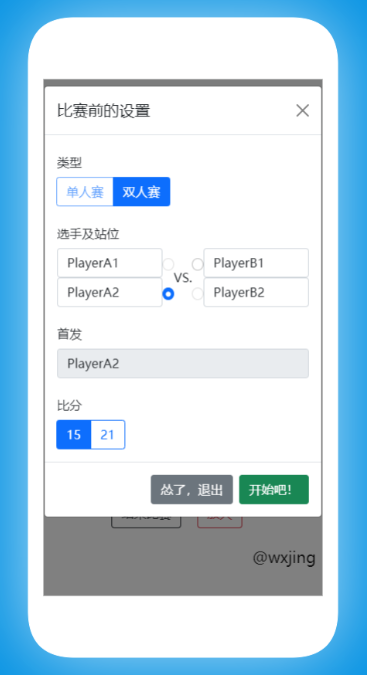 比赛前的设置
类型
单人赛 双人赛
选手及站位
PlayerA1 PlayerB1
VS.
PlayerA2 PlayerB2
首发
PlayerA2
比分
15 21
怂了，退出 开始吧！
@wxjing